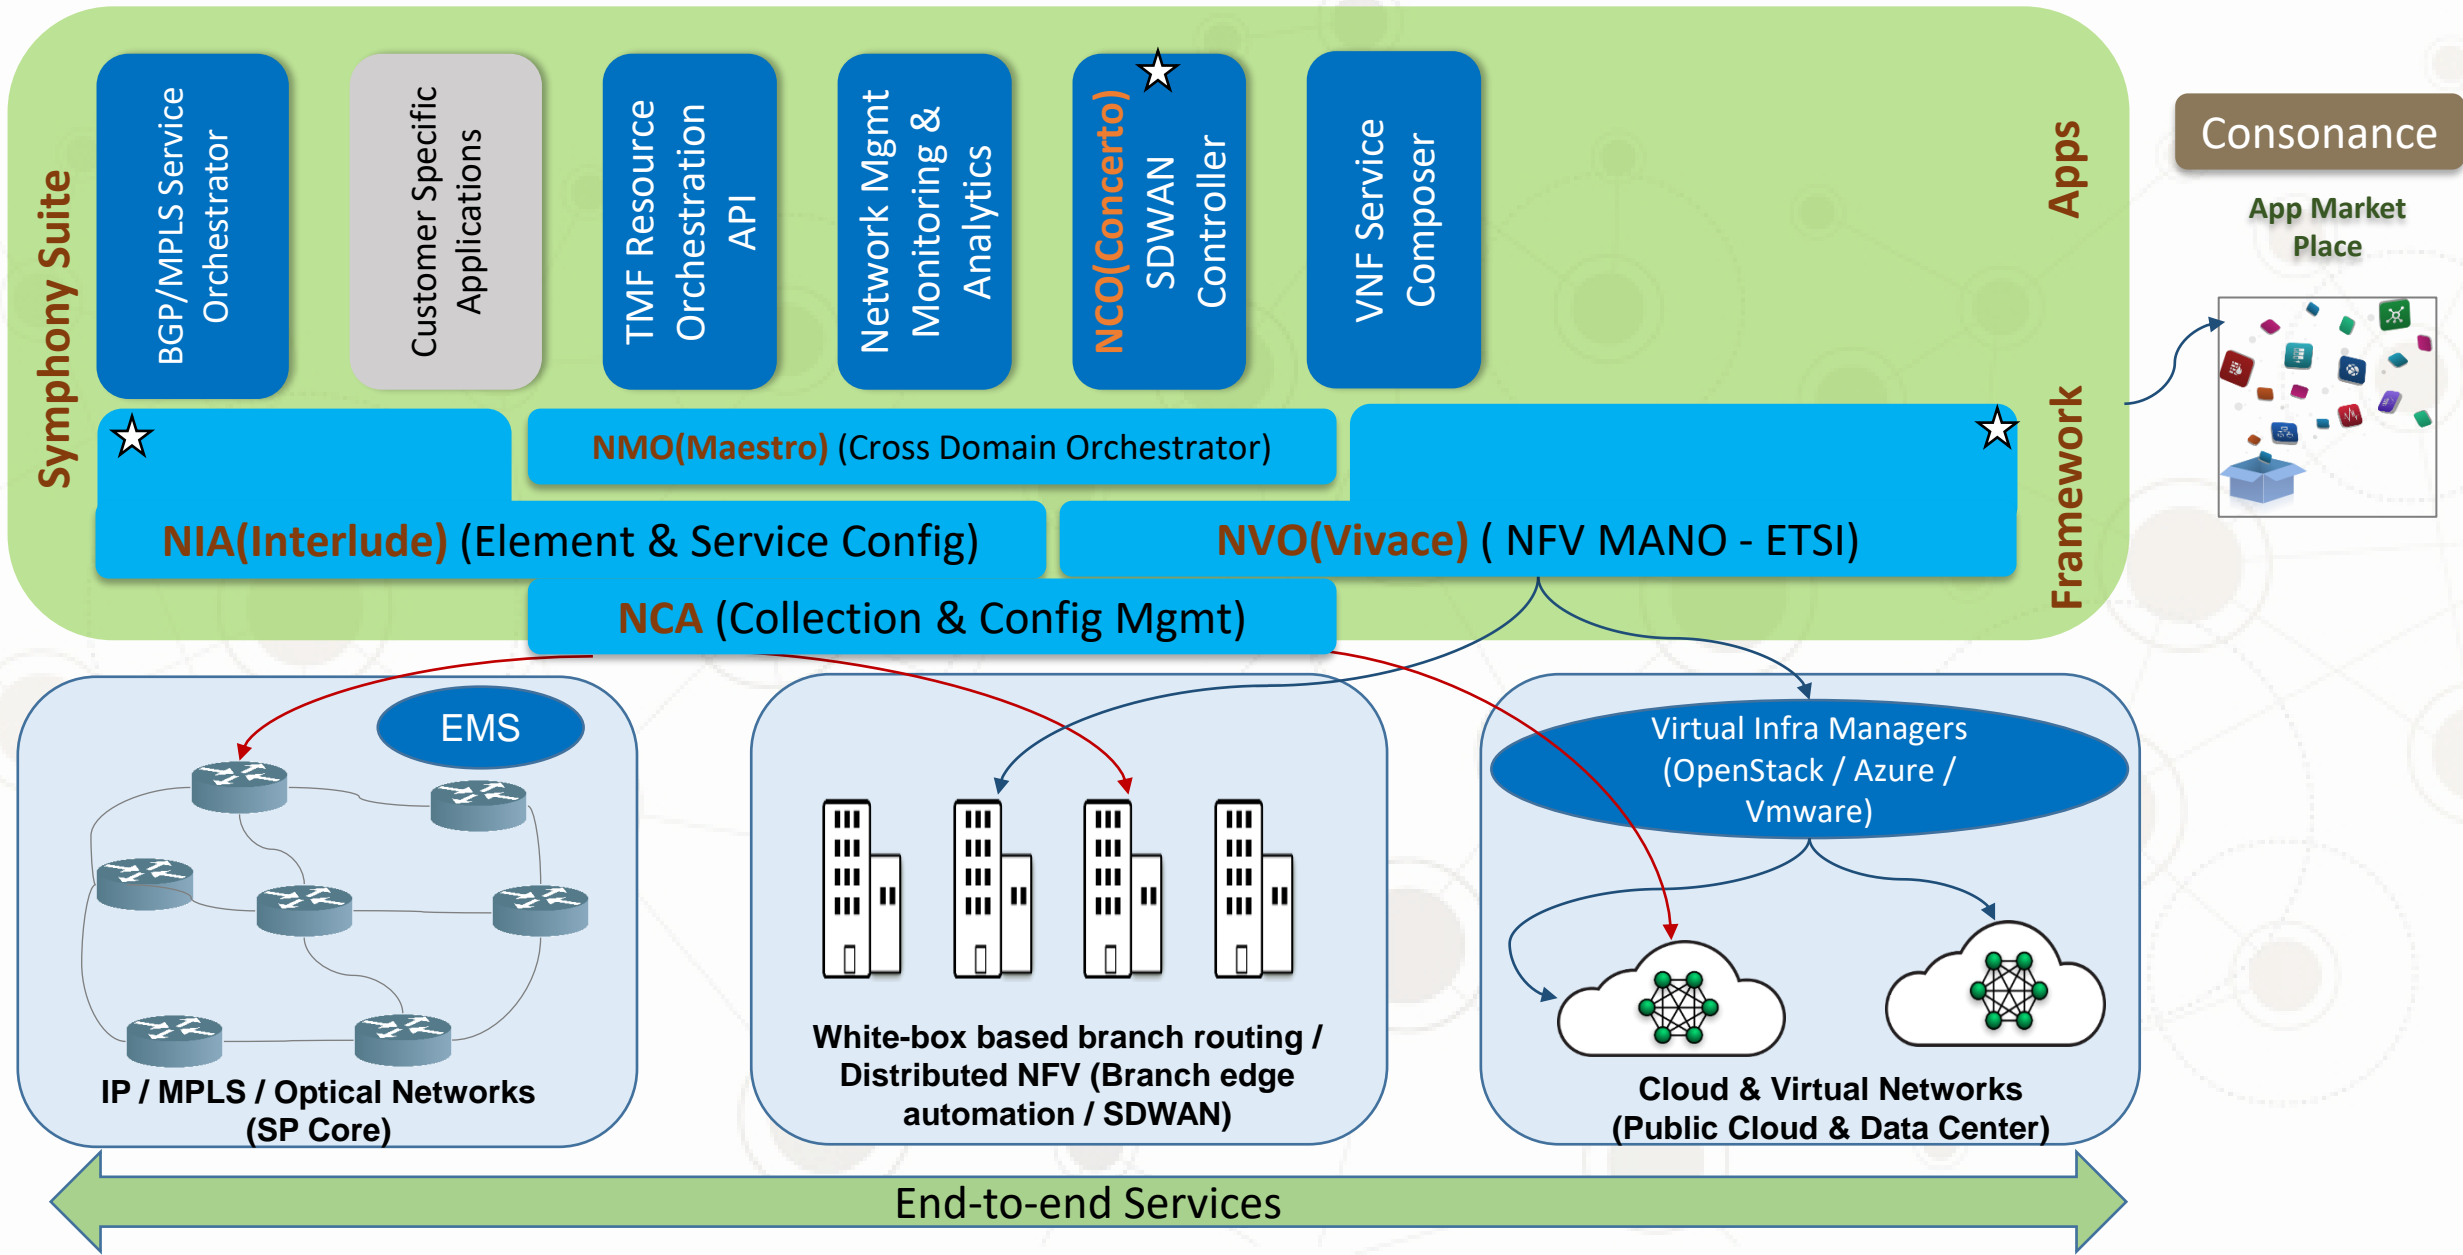 Symphony Suite
BGP/MPLS Service
Orchestrator
Customer Specific
Applications
TMF Resource
Orchestration
API
Network Mgmt
Monitoring &
Analytics
NCO(Concerto)
SDWAN
Controller
VNF Service
Composer
Apps
Framework
Consonance
App Market
Place
NMO(Maestro) (Cross Domain Orchestrator)
NIA(Interlude) (Element & Service Config)
NVO(Vivace) ( NFV MANO - ETSI)
NCA (Collection & Config Mgmt)
EMS
IP / MPLS / Optical Networks
(SP Core)
White-box based branch routing /
Distributed NFV (Branch edge
automation / SDWAN)
Virtual Infra Managers
(OpenStack / Azure /
Vmware)
Cloud & Virtual Networks
(Public Cloud & Data Center)
End-to-end Services